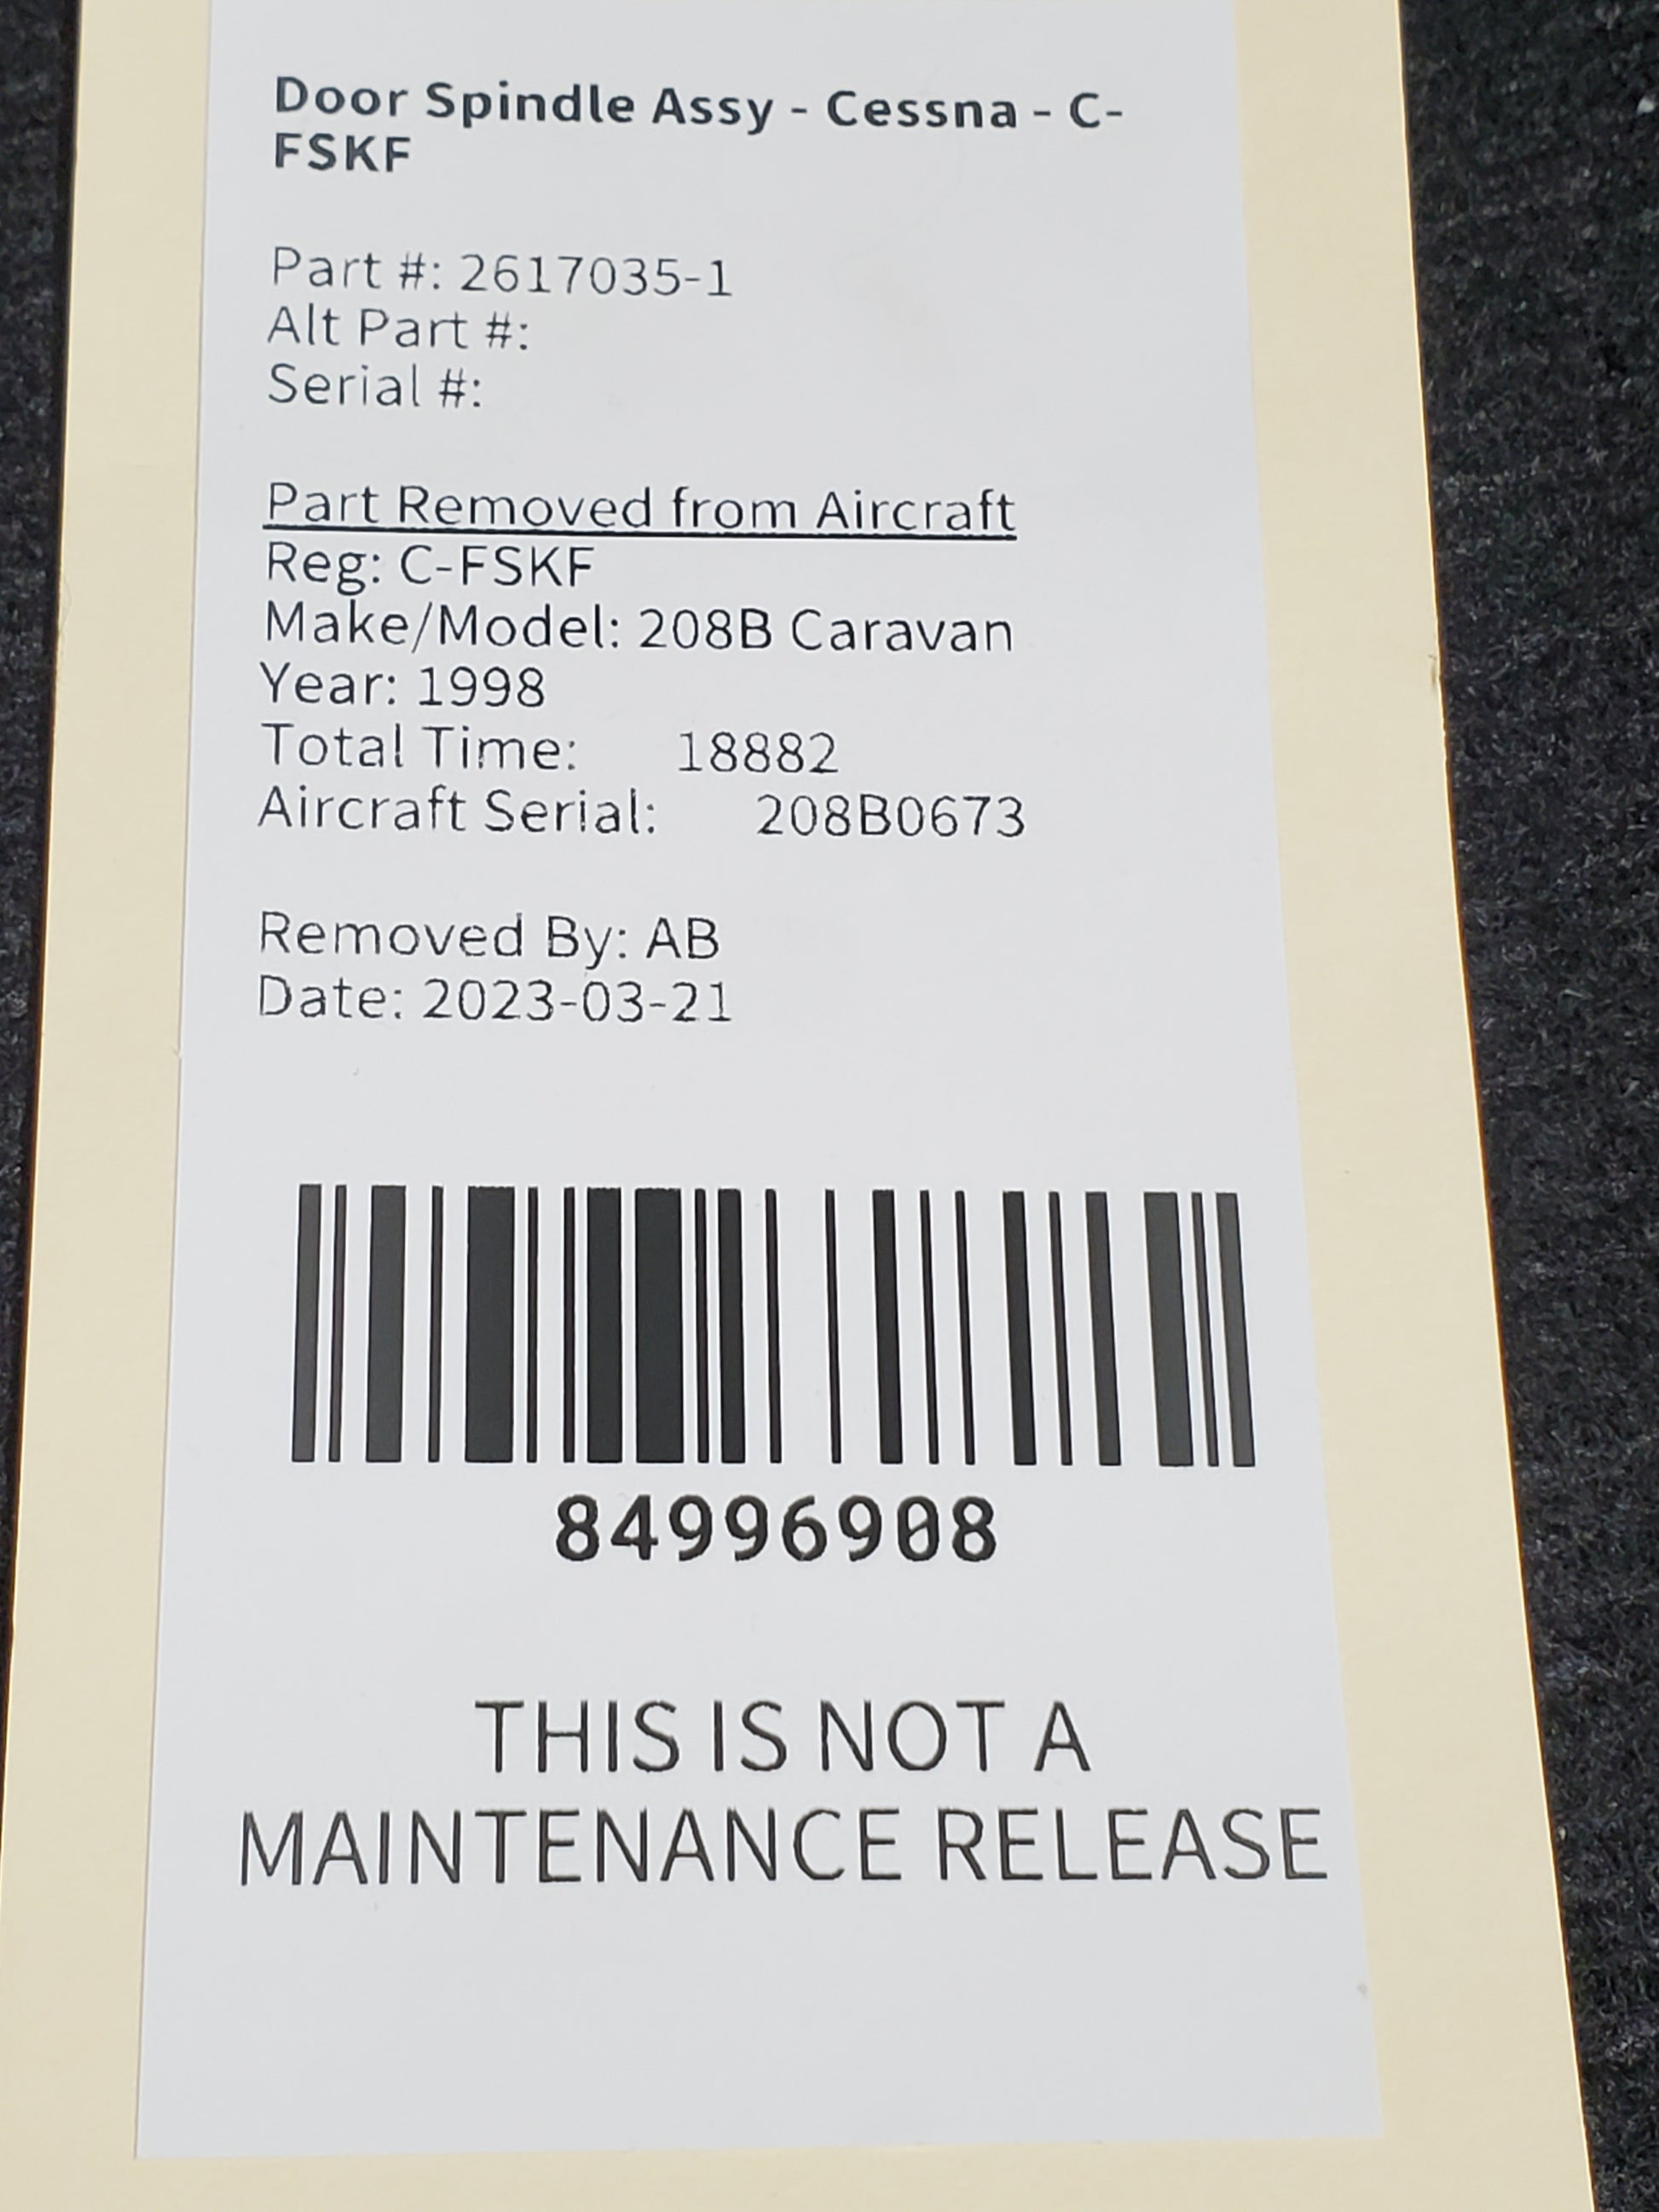 Door Spindle Assy - Cessna - C-
FSKF
Part #: 2617035-1
Alt Part #:
Serial #:
Part Removed from Aircraft
Reg: C-FSKF
Make/Model: 208B Caravan
Year: 1998
Total Time: 18882
Aircraft Serial: 208B0673
Removed By: AB
Date: 2023-03-21
84996908
THIS IS NOT A
MAINTENANCE RELEASE